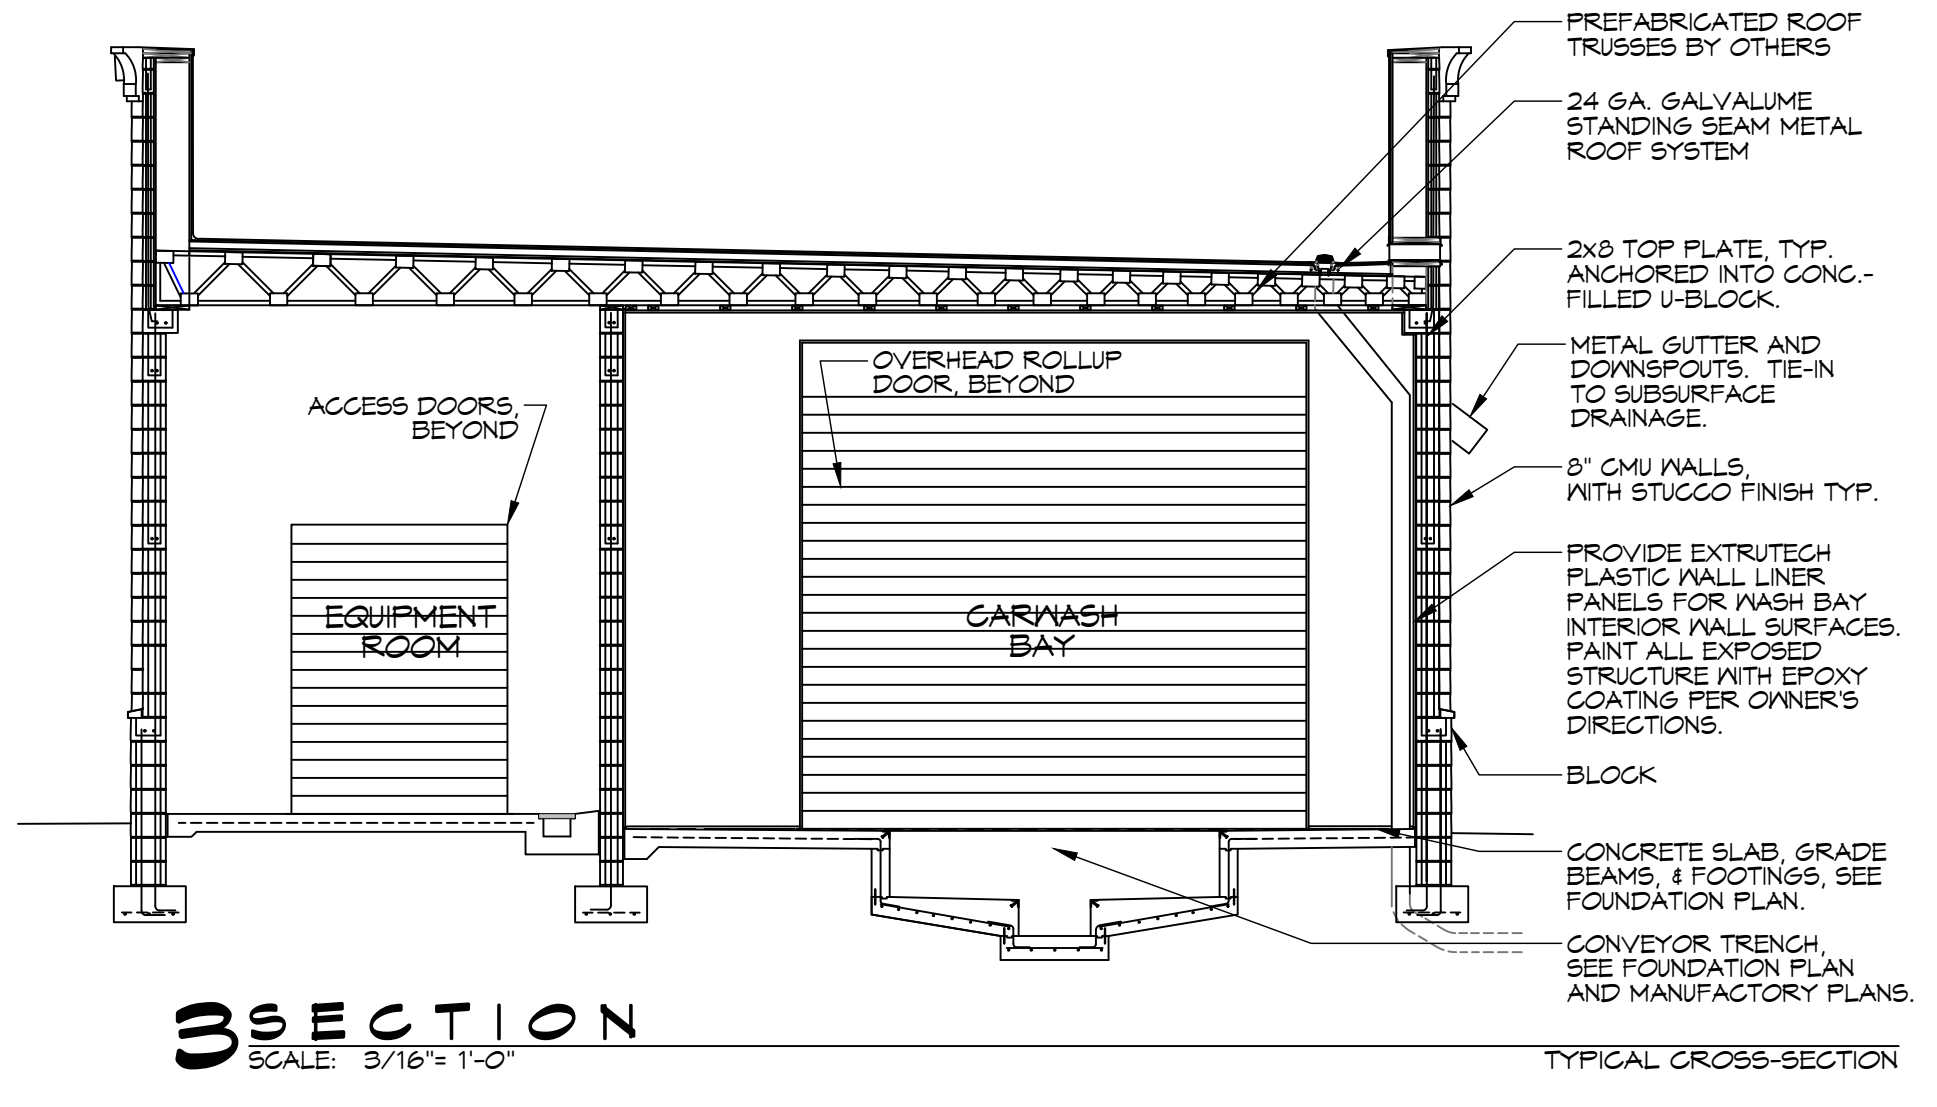 PREFABRICATED ROOF
TRUSSES BY OTHERS
24 GA. GALVALUME
STANDING SEAM METAL
ROOF SYSTEM
2x8 TOP PLATE, TYP.
ANCHORED INTO CONC.-
FILLED U-BLOCK.
METAL GUTTER AND
DOWNSPOUTS. TIE-IN
TO SUBSURFACE
DRAINAGE.
OVERHEAD ROLLUP
DOOR, BEYOND
ACCESS DOORS,
BEYOND
8" CMU WALLS,
WITH STUCCO FINISH TYP.
PROVIDE EXTRUTECH
PLASTIC WALL LINER
PANELS FOR WASH BAY
INTERIOR WALL SURFACES.
PAINT ALL EXPOSED
STRUCTURE WITH EPOXY
COATING PER OWNER'S
DIRECTIONS.
EQUIPMENT
ROOM
CARWASH
BAY
BLOCK
CONCRETE SLAB, GRADE
BEAMS, & FOOTINGS, SEE
FOUNDATION PLAN.
CONVEYOR TRENCH,
SEE FOUNDATION PLAN
AND MANUFACTORY PLANS.
3 SECTION
SCALE: 3/16"= 1'-0"
TYPICAL CROSS-SECTION